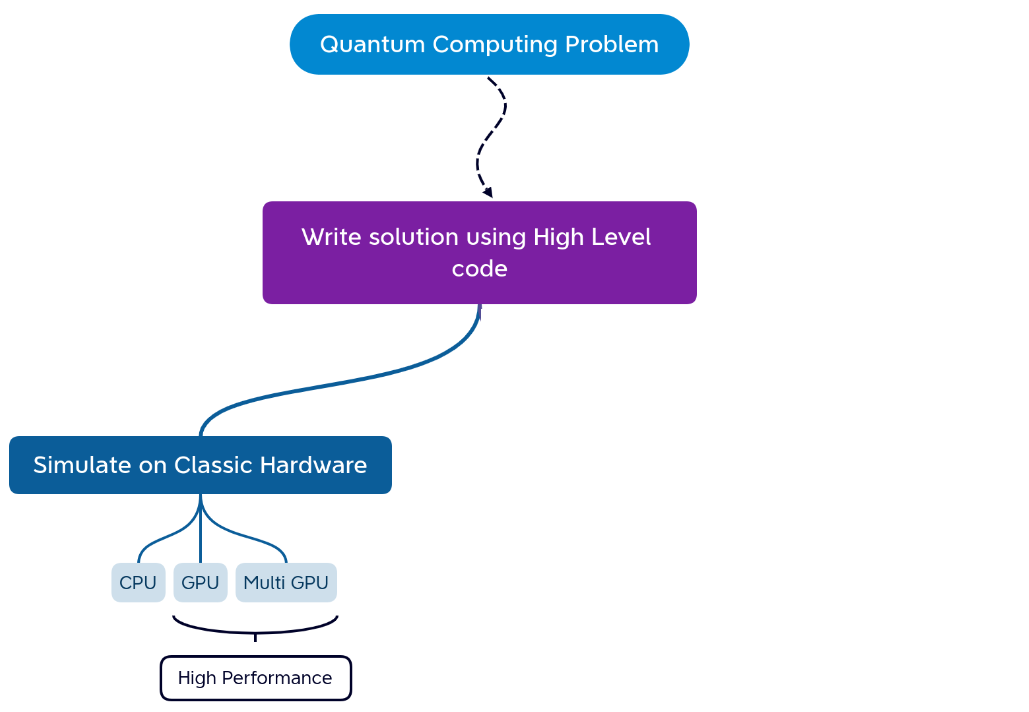 Quantum Computing Problem
Write solution using High Level
code
Simulate on Classic Hardware
CPU
GPU
Multi GPU
High Performance